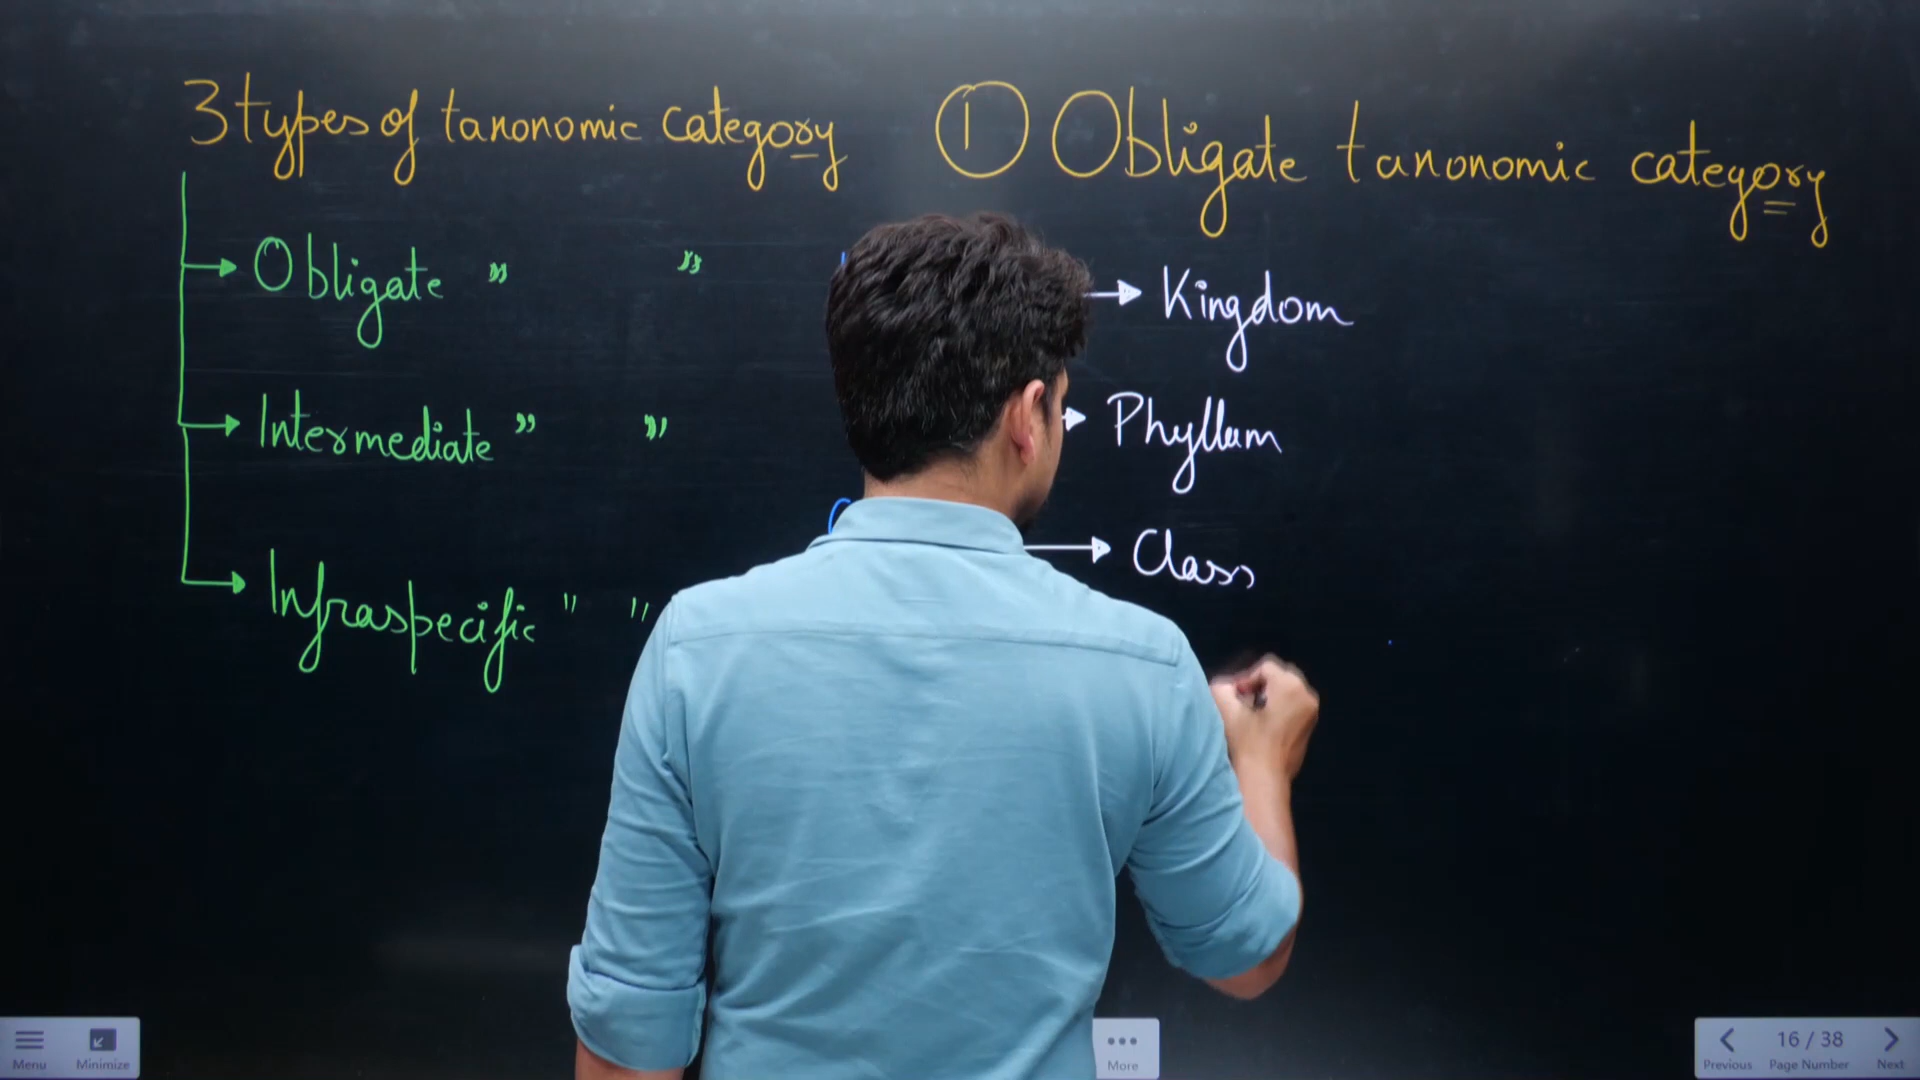 3 types of taxonomic category
Obligate " "
Intermediate " "
Infraspecific " "
① Obligate taxonomic category
Kingdom
Phyllum
Class
Menu
Minimize
More
Previous
16 / 38
Page Number
Next